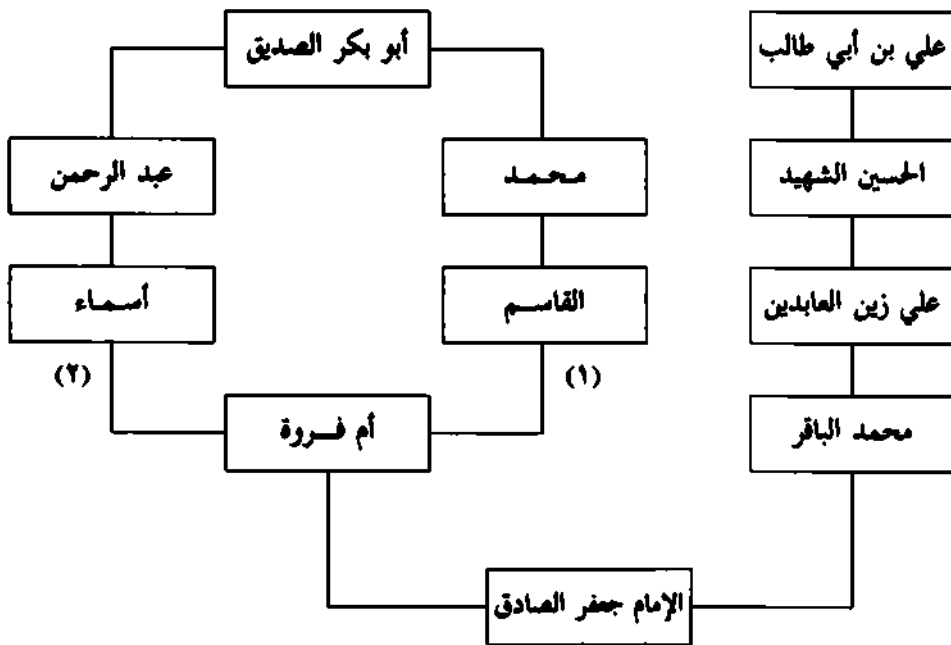 علي بن أبي طالب
أبو بكر الصديق
الحسين الشهيد
محمد
عبد الرحمن
علي زين العابدين
القاسم
أسماء
(١)
(٢)
محمد الباقر
أم فروة
الإمام جعفر الصادق